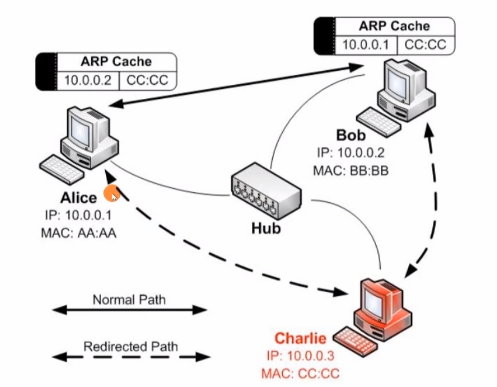 ARP Cache
10.0.0.1 CC:CC
ARP Cache
10.0.0.2 CC:CC
Bob
IP: 10.0.0.2
MAC: BB:BB
Alice
IP: 10.0.0.1
MAC: AA:AA
Hub
Normal Path
Redirected Path
Charlie
IP: 10.0.0.3
MAC: CC:CC